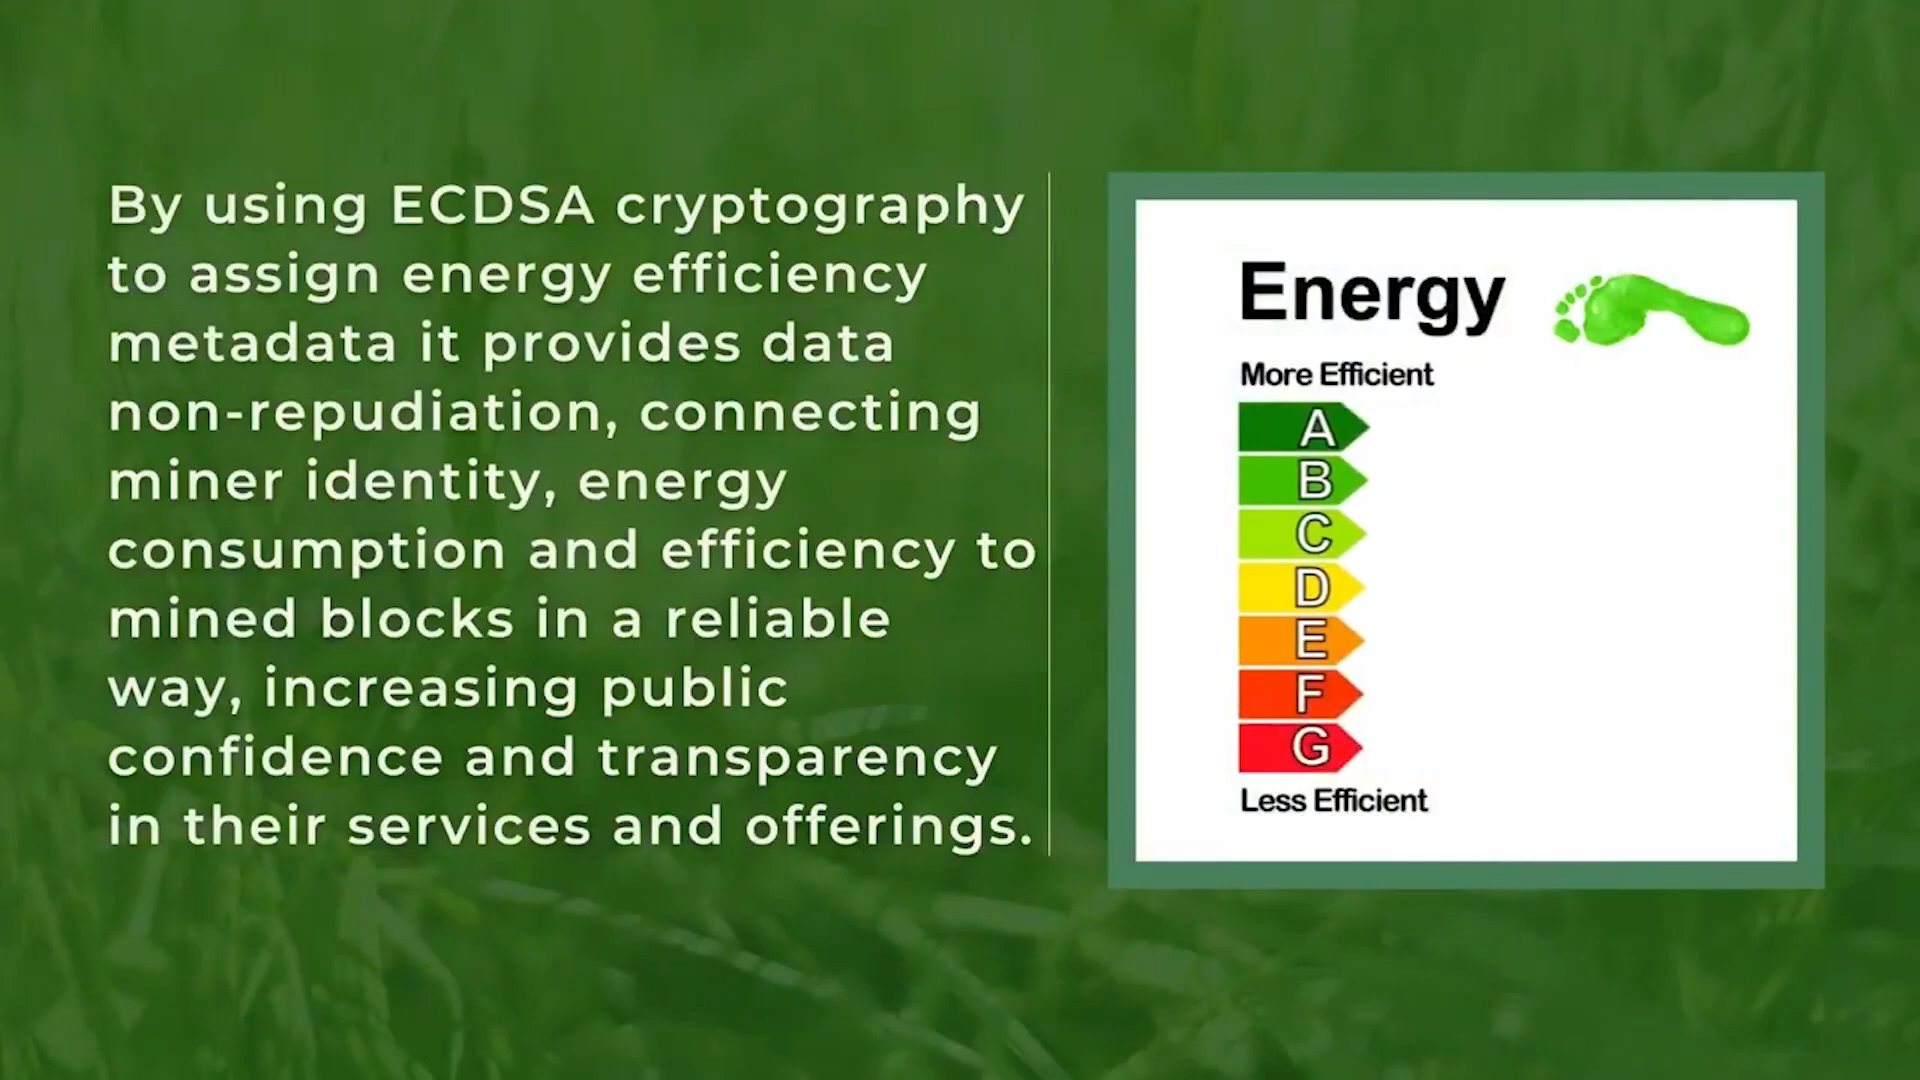 By using ECDSA cryptography
to assign energy efficiency
metadata it provides data
non-repudiation, connecting
miner identity, energy
consumption and efficiency to
mined blocks in a reliable
way, increasing public
confidence and transparency
in their services and offerings.
Energy
More Efficient
A
B
C
D
E
F
G
Less Efficient